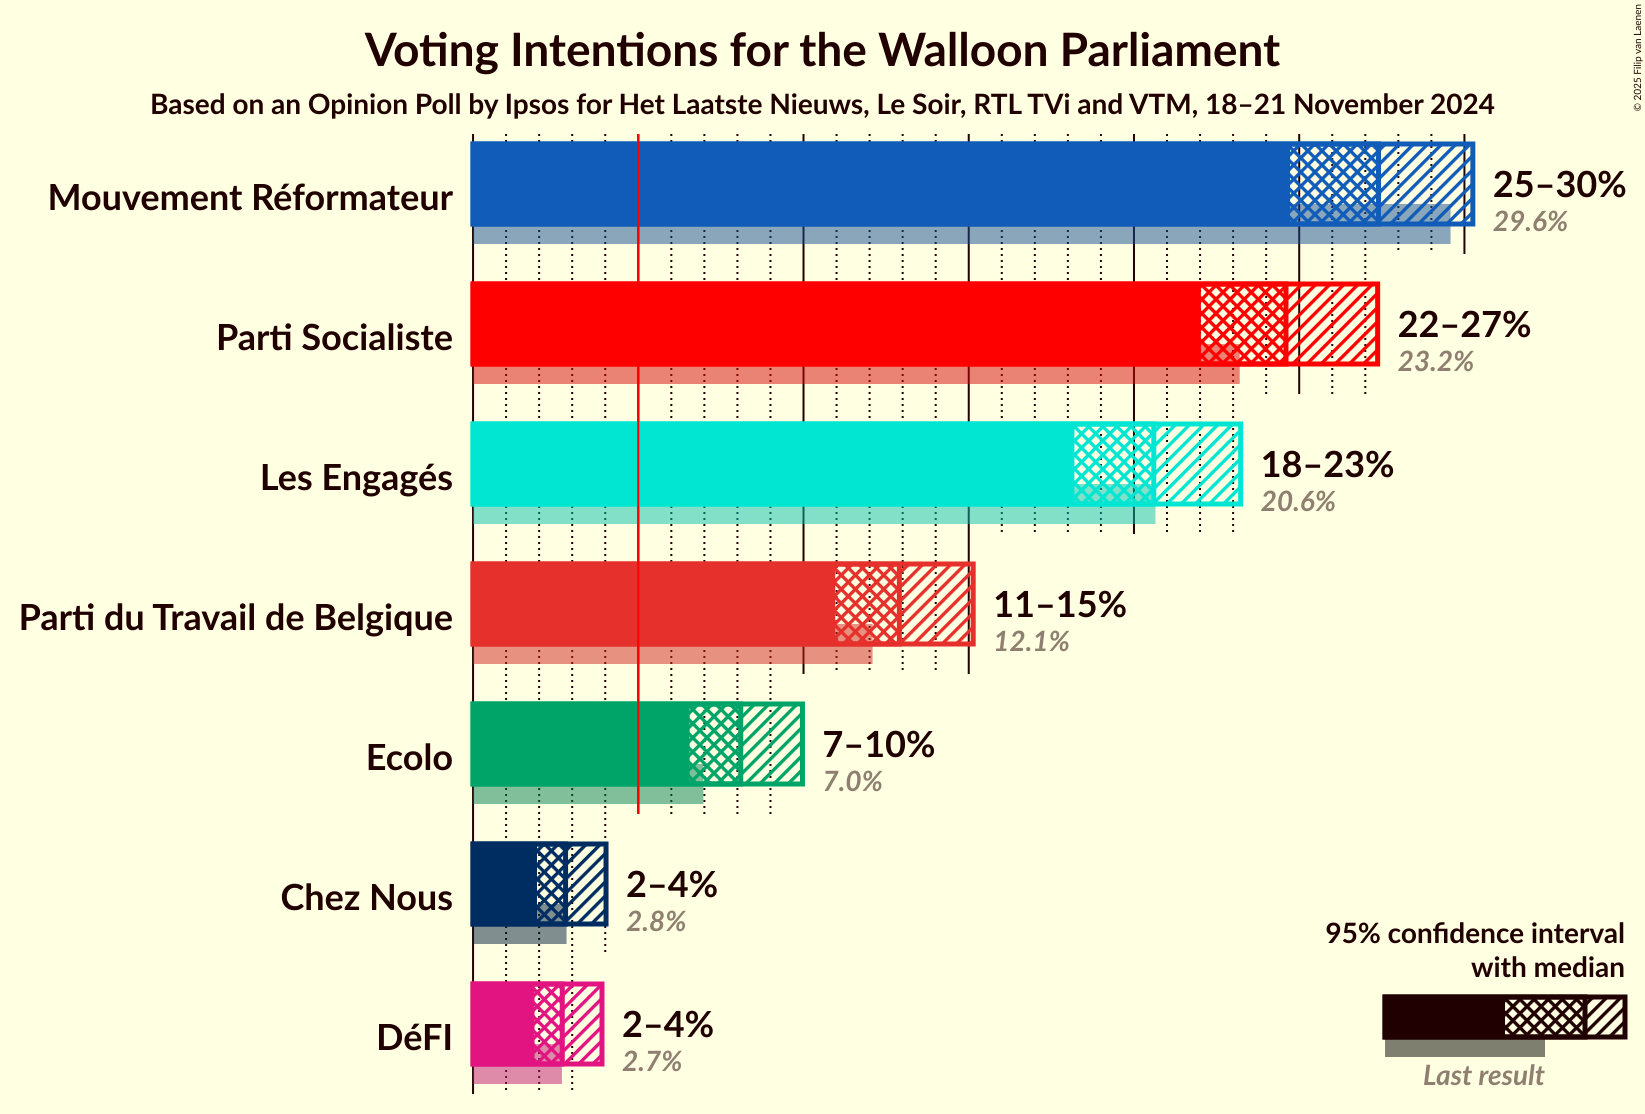 Voting Intentions for the Walloon Parliament
Based on an Opinion Poll by Ipsos for Het Laatste Nieuws, Le Soir, RTL TVi and VTM, 18–21 November 2024
© 2025 Filip van Laenen
Mouvement Réformateur
25–30%
29.6%
Parti Socialiste
22–27%
23.2%
Les Engagés
18–23%
20.6%
Parti du Travail de Belgique
11–15%
12.1%
Ecolo
7–10%
7.0%
Chez Nous
2–4%
2.8%
DéFI
2–4%
2.7%
95% confidence interval
with median
Last result